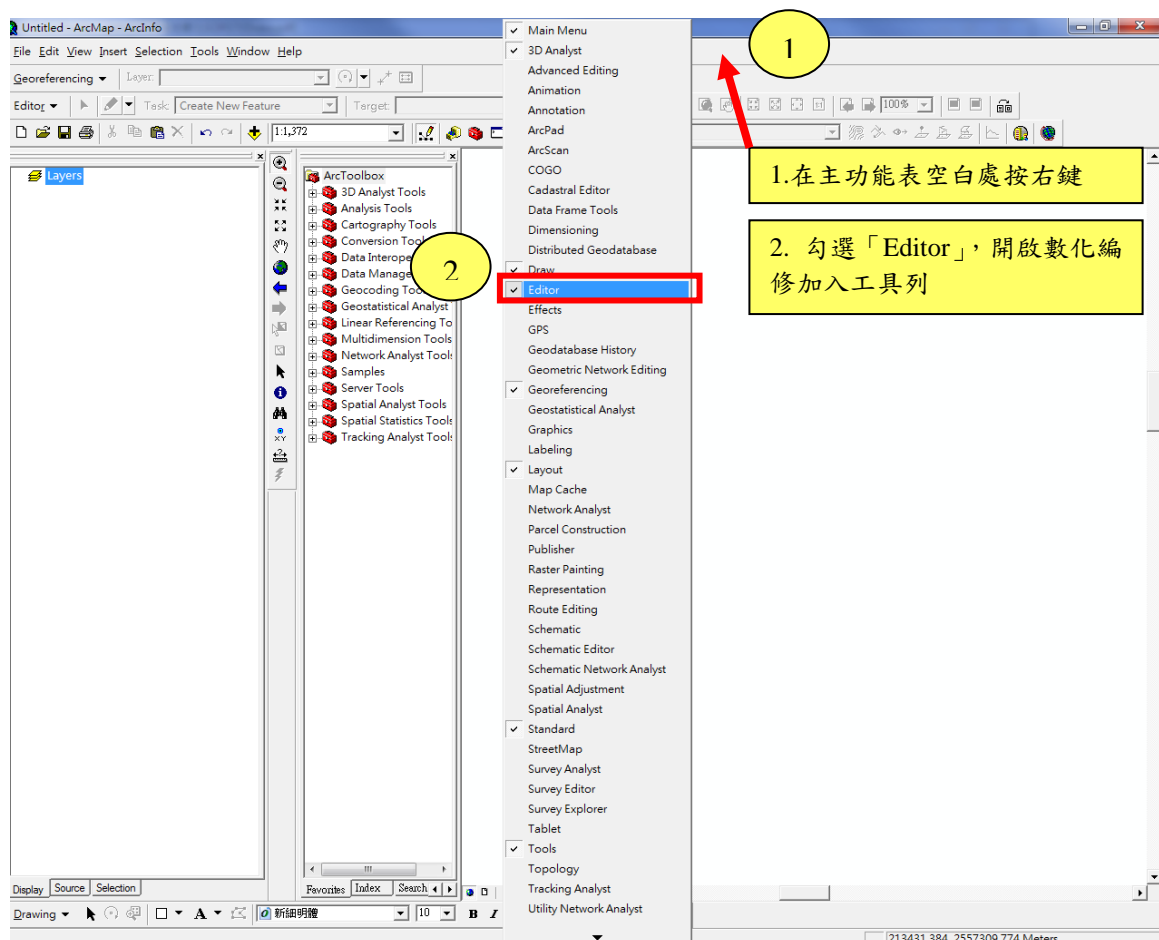 Untitled - ArcMap - ArcInfo
File Edit View Insert Selection Tools Window Help
Georeferencing
Layer:
Editor
Task: Create New Feature
Target:
100%
1:1,372
Layers
ArcToolbox
3D Analyst Tools
Analysis Tools
Cartography Tools
Conversion Too
Data Interope
Data Manage
Geocoding Too
Geostatistical Analyst
Linear Referencing To
Multidimension Tools
Network Analyst Tools
Samples
Server Tools
Spatial Analyst Tools
Spatial Statistics Tools
Tracking Analyst Tools
Main Menu
3D Analyst
Advanced Editing
Animation
Annotation
ArcPad
ArcScan
COGO
Cadastral Editor
Data Frame Tools
Dimensioning
Distributed Geodatabase
Draw
Editor
Effects
GPS
Geodatabase History
Geometric Network Editing
Georeferencing
Geostatistical Analyst
Graphics
Labeling
Layout
Map Cache
Network Analyst
Parcel Construction
Publisher
Raster Painting
Representation
Route Editing
Schematic
Schematic Editor
Schematic Network Analyst
Spatial Adjustment
Spatial Analyst
Standard
StreetMap
Survey Analyst
Survey Editor
Survey Explorer
Tablet
Tools
Topology
Tracking Analyst
Utility Network Analyst
1
2
1.在主功能表空白處按右鍵
2. 勾選「Editor」，開啟數化編
修加入工具列
Display Source Selection
Favorites Index Search
Drawing
A
新細明體
10
B I
213431.384 2557309.774 Meters